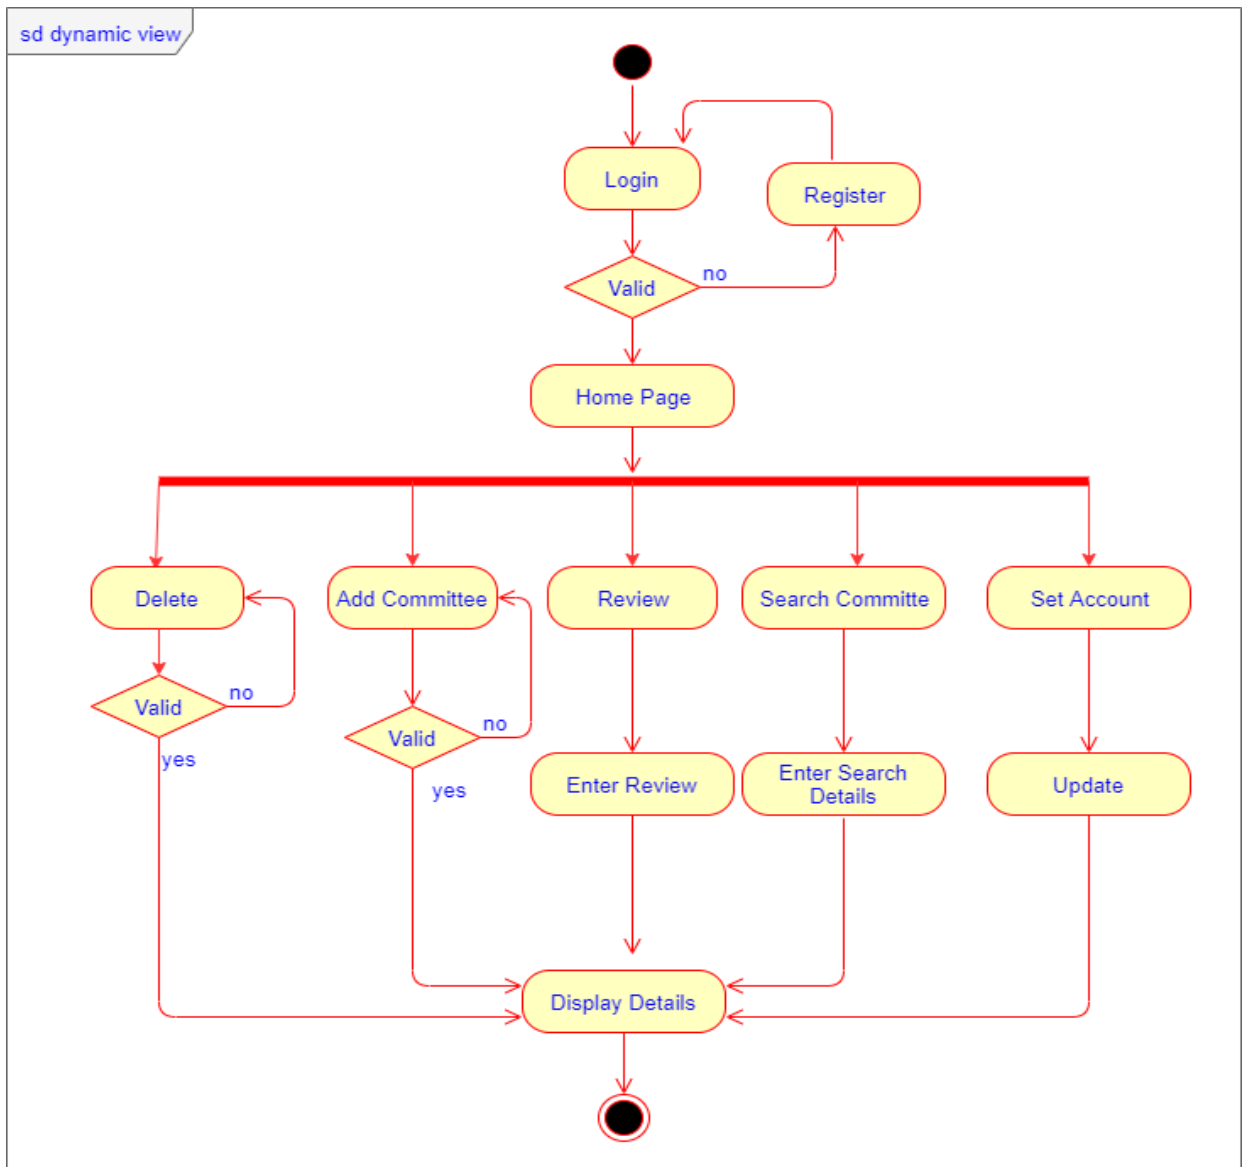 sd dynamic view
Login
Register
no
Valid
Home Page
Delete
Add Committee
Review
Search Committe
Set Account
no
Valid
no
Valid
yes
Enter Review
Enter Search
Details
Update
yes
Display Details